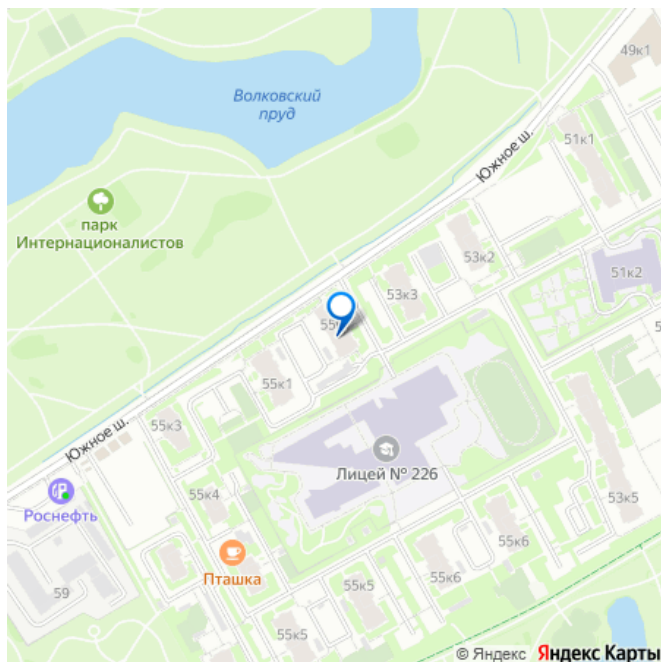 49к1
Волковский
пруд
51к1
Южное ш.
парк
Интернационалистов
53к2
51к2
53к3
55к1
55к3
Южное ш.
Лицей № 226
Роснефть
55к4
53к5
55к6
Пташка
59
55к5
55к6
55к5
© Яндекс Яндекс Карты